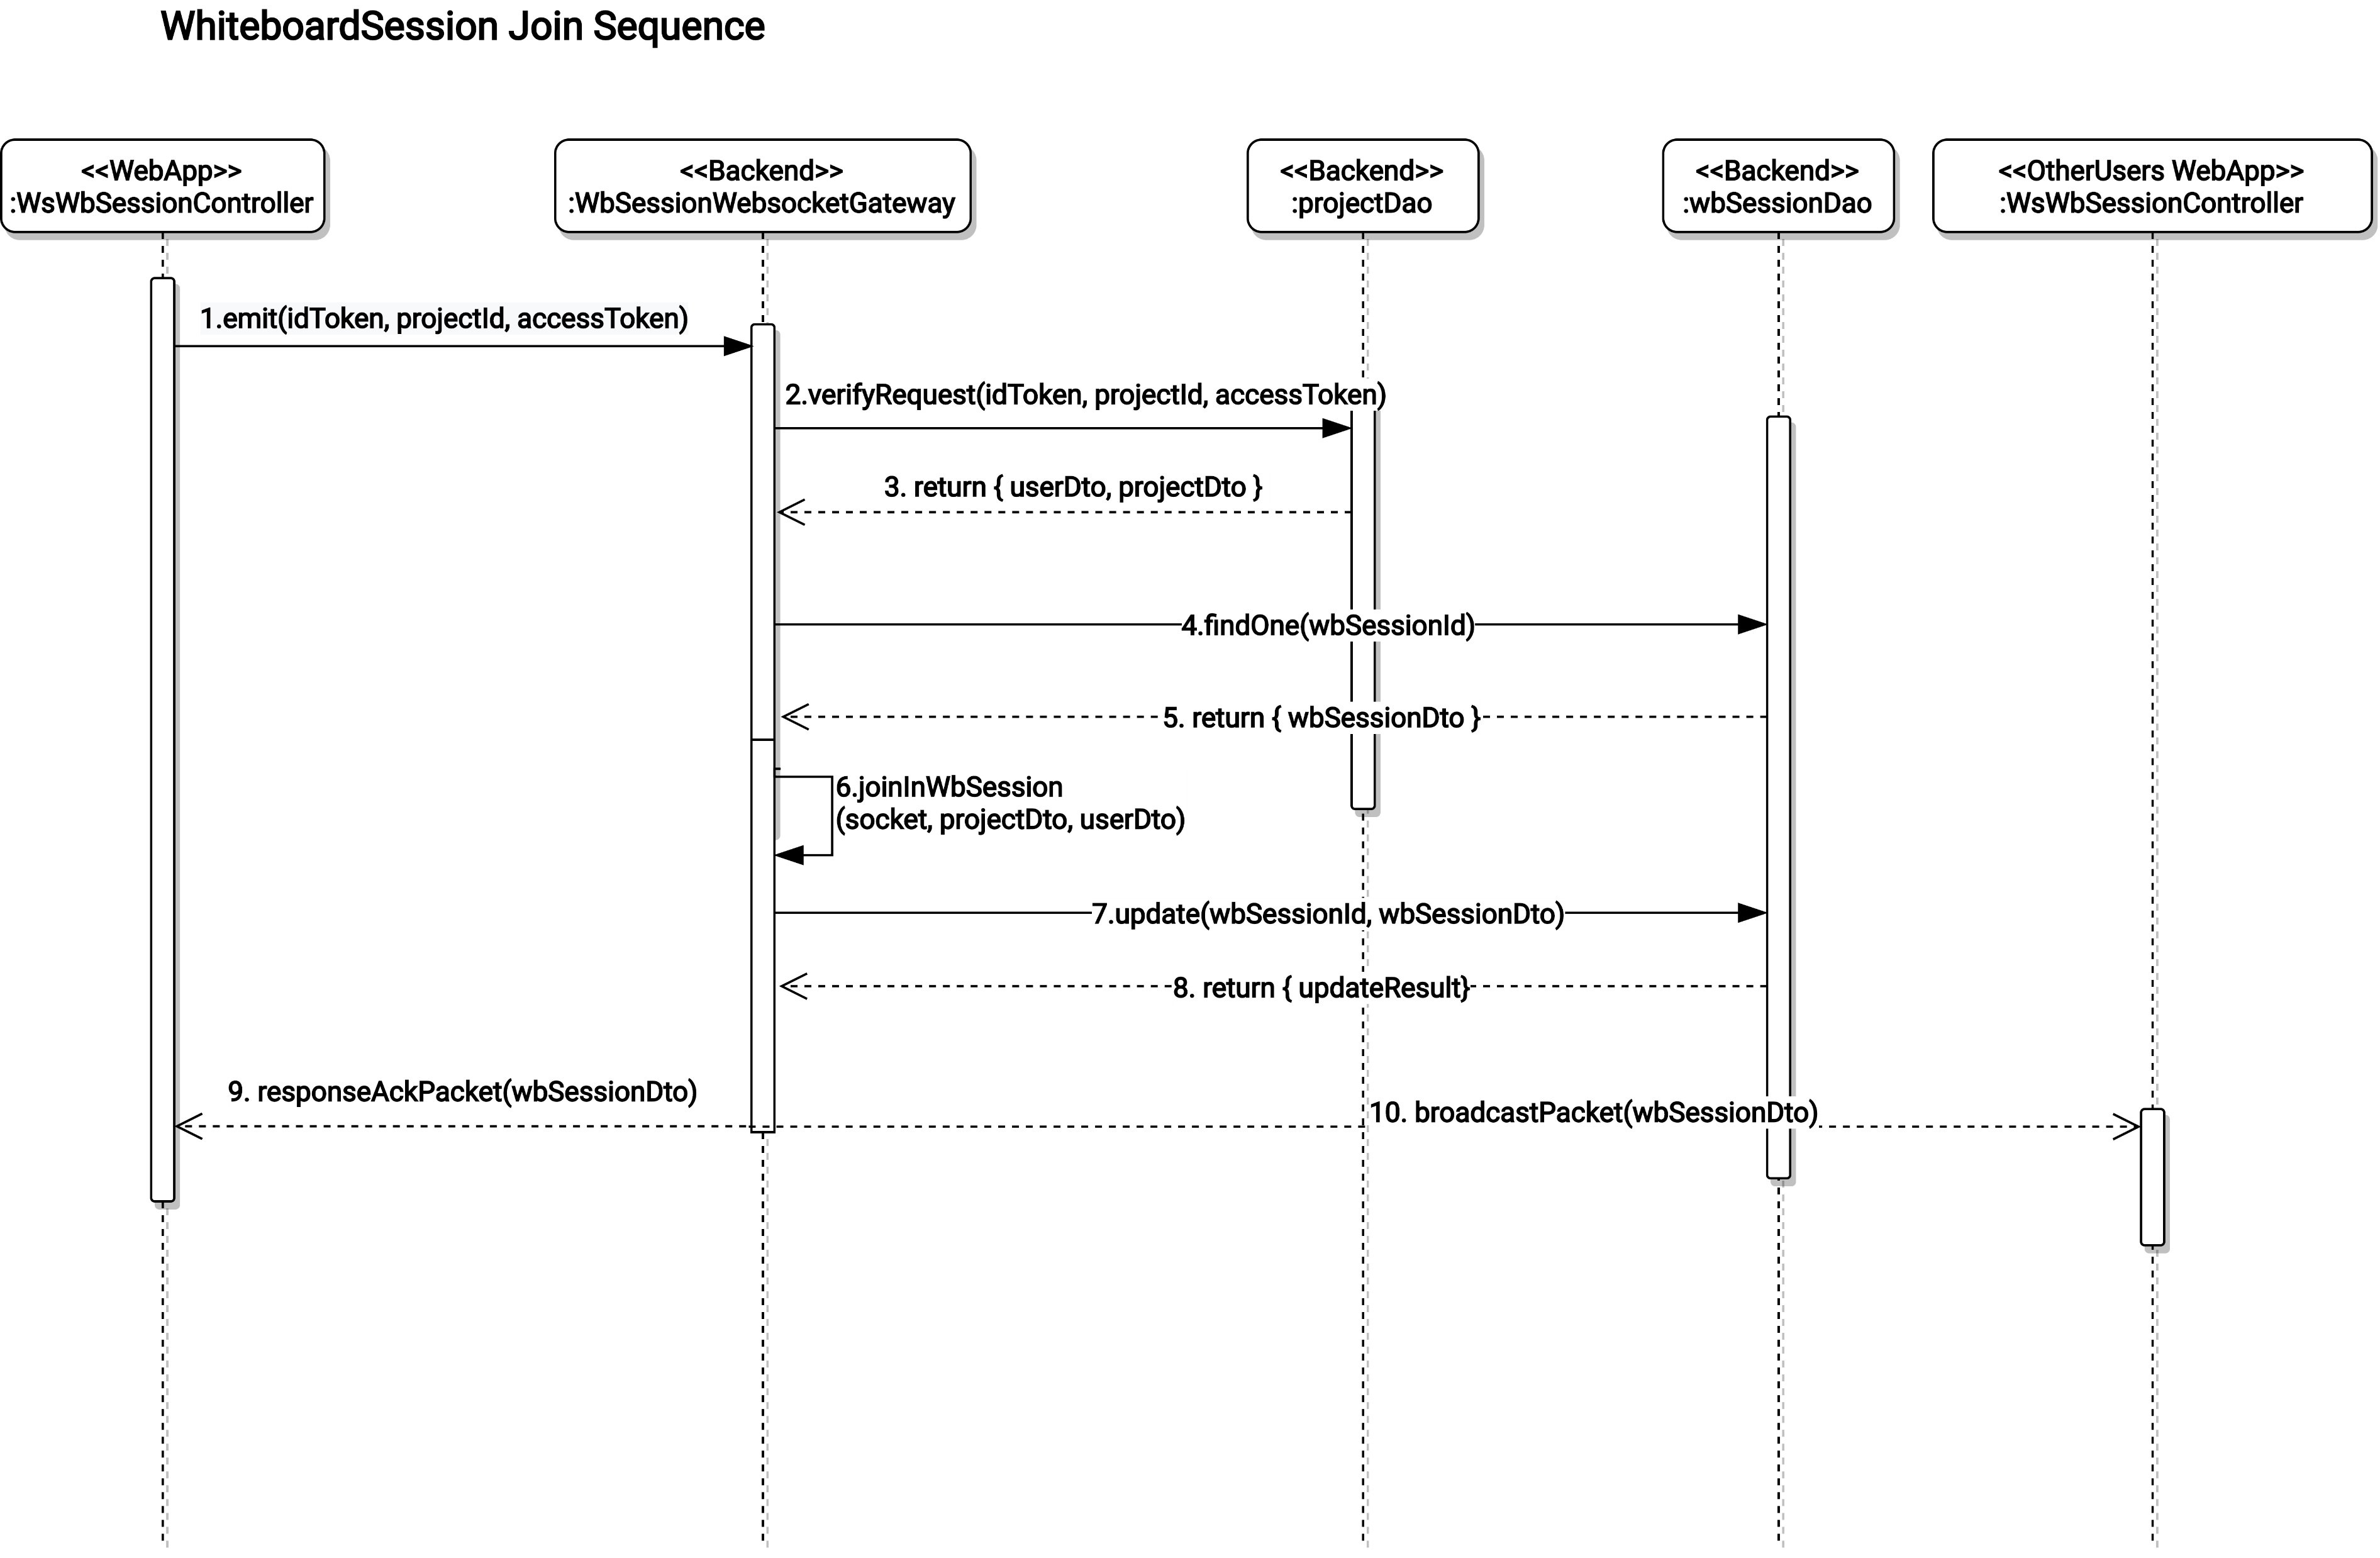 WhiteboardSession Join Sequence
<<WebApp>>
:WsWbSessionController
<<Backend>>
:WbSessionWebsocketGateway
<<Backend>>
:projectDao
<<Backend>>
:wbSessionDao
<<OtherUsers WebApp>>
:WsWbSessionController
1.emit(idToken, projectId, accessToken)
2.verifyRequest(idToken, projectId, accessToken)
3. return { userDto, projectDto }
4.findOne(wbSessionId)
5. return { wbSessionDto }
6.joinInWbSession
(socket, projectDto, userDto)
7.update(wbSessionId, wbSessionDto)
8. return { updateResult}
9. responseAckPacket(wbSessionDto)
10. broadcastPacket(wbSessionDto)